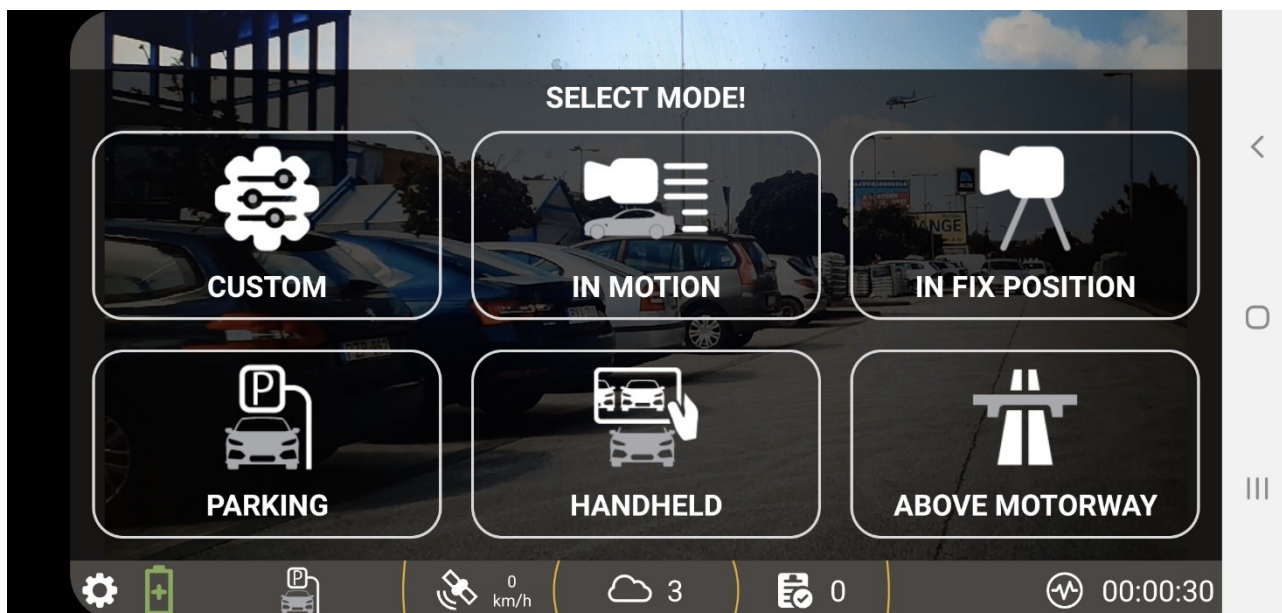 SELECT MODE!
CUSTOM
IN MOTION
IN FIX POSITION
P
PARKING
HANDHELD
ABOVE MOTORWAY
P
0
km/h
3
0
00:00:30